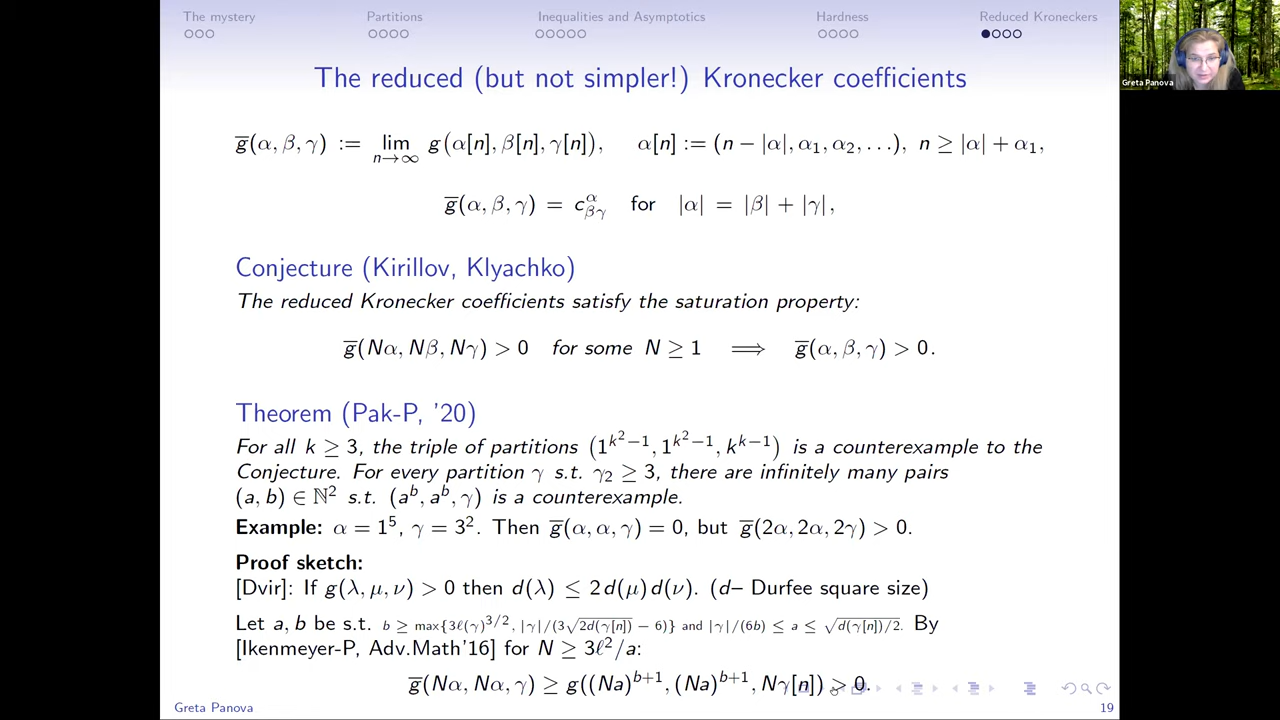 The mystery Partitions Inequalities and Asymptotics Hardness Reduced Kroneckers
The reduced (but not simpler!) Kronecker coefficients
g̅(α, β, γ) := lim_{n→∞} g(α[n], β[n], γ[n]), α[n] := (n − |α|, α₁, α₂, . . .), n ≥ |α| + α₁,
g̅(α, β, γ) = c^α_{βγ} for |α| = |β| + |γ|,
Conjecture (Kirillov, Klyachko)
The reduced Kronecker coefficients satisfy the saturation property:
g̅(Nα, Nβ, Nγ) > 0 for some N ≥ 1 ⟹ g̅(α, β, γ) > 0.
Theorem (Pak-P, '20)
For all k ≥ 3, the triple of partitions (1^{k²−1}, 1^{k²−1}, k^{k−1}) is a counterexample to the
Conjecture. For every partition γ s.t. γ₂ ≥ 3, there are infinitely many pairs
(a, b) ∈ ℕ² s.t. (a^b, a^b, γ) is a counterexample.
Example: α = 1⁵, γ = 3². Then g̅(α, α, γ) = 0, but g̅(2α, 2α, 2γ) > 0.
Proof sketch:
[Dvir]: If g(λ, μ, ν) > 0 then d(λ) ≤ 2d(μ)d(ν). (d– Durfee square size)
Let a, b be s.t. b ≥ max{3ℓ(γ)^{3/2}, |γ|/(3√(2d(γ[n])) − 6)} and |γ|/(6b) ≤ a ≤ √(d(γ[n])/2). By
[Ikenmeyer-P, Adv.Math'16] for N ≥ 3ℓ²/a:
g̅(Nα, Nα, γ) ≥ g((Na)^{b+1}, (Na)^{b+1}, Nγ[n]) > 0.
Greta Panova 19
Greta Panova